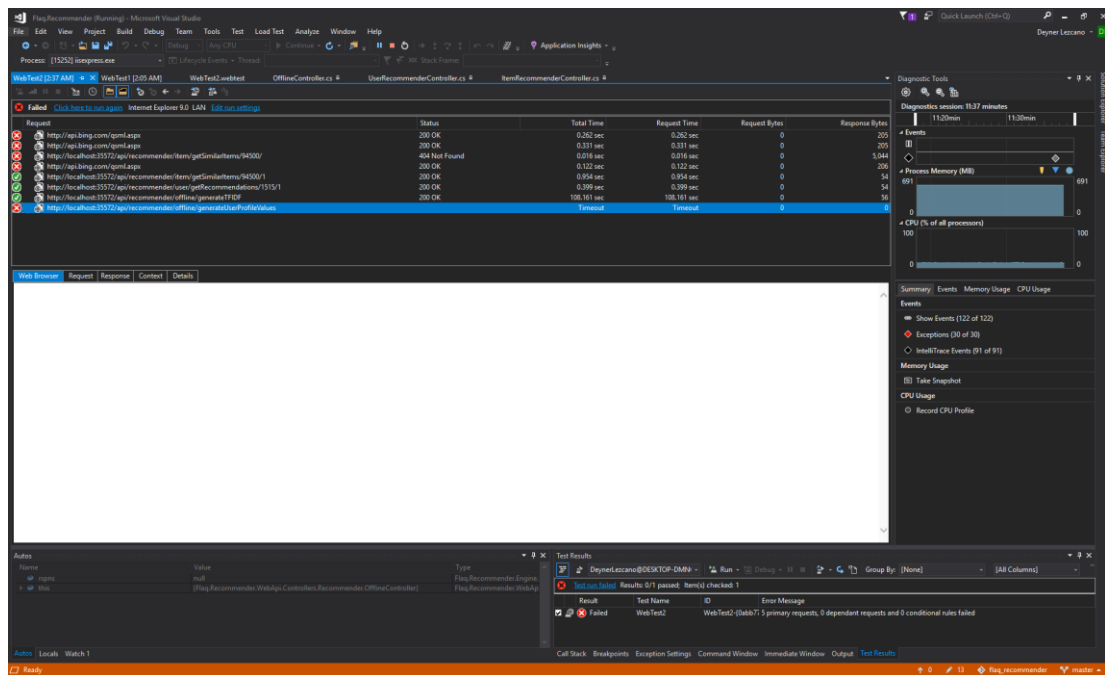 Flaq.Recommender (Running) - Microsoft Visual Studio
1
Quick Launch (Ctrl+Q)
File Edit View Project Build Debug Team Tools Test Load Test Analyze Window Help
Deyner Lezcano
D
Debug Any CPU Continue Application Insights
Process: [15252] iisexpress.exe Lifecycle Events Thread: Stack Frame:
WebTest2 [2:37 AM] WebTest1 [2:05 AM] WebTest2.webtest OfflineController.cs UserRecommenderController.cs ItemRecommenderController.cs
Failed Click here to run again Internet Explorer 9.0 LAN Edit run settings
Request Status Total Time Request Time Request Bytes Response Bytes
http://api.bing.com/qsml.aspx 200 OK 0.262 sec 0.262 sec 0 205
http://api.bing.com/qsml.aspx 200 OK 0.331 sec 0.331 sec 0 205
http://localhost:35572/api/recommender/item/getSimilarItems/94500/ 404 Not Found 0.016 sec 0.016 sec 0 5,044
http://api.bing.com/qsml.aspx 200 OK 0.122 sec 0.122 sec 0 206
http://localhost:35572/api/recommender/item/getSimilarItems/94500/1 200 OK 0.954 sec 0.954 sec 0 54
http://localhost:35572/api/recommender/user/getRecommendations/1515/1 200 OK 0.399 sec 0.399 sec 0 54
http://localhost:35572/api/recommender/offline/generateTFIDF 200 OK 108.161 sec 108.161 sec 0 56
http://localhost:35572/api/recommender/offline/generateUserProfileValues Timeout Timeout 0 0
Web Browser Request Response Context Details
Diagnostic Tools
Diagnostics session: 11:37 minutes
11:20min 11:30min
Events
Process Memory (MB)
691 691
0 0
CPU (% of all processors)
100 100
0 0
Summary Events Memory Usage CPU Usage
Events
Show Events (122 of 122)
Exceptions (30 of 30)
IntelliTrace Events (91 of 91)
Memory Usage
Take Snapshot
CPU Usage
Record CPU Profile
Solution Explorer
Team Explorer
Autos
Name Value Type
rspns null Flaq.Recommender.Engine.
this {Flaq.Recommender.WebApi.Controllers.Recommender.OfflineController} Flaq.Recommender.WebAp
Autos Locals Watch 1
Test Results
DeynerLezcano@DESKTOP-DMN Run Debug Group By: [None] [All Columns]
Test run failed Results: 0/1 passed; Item(s) checked: 1
Result Test Name ID Error Message
Failed WebTest2 WebTest2-{0abb7 5 primary requests, 0 dependant requests and 0 conditional rules failed
Call Stack Breakpoints Exception Settings Command Window Immediate Window Output Test Results
Ready
0 13 flaq_recommender master